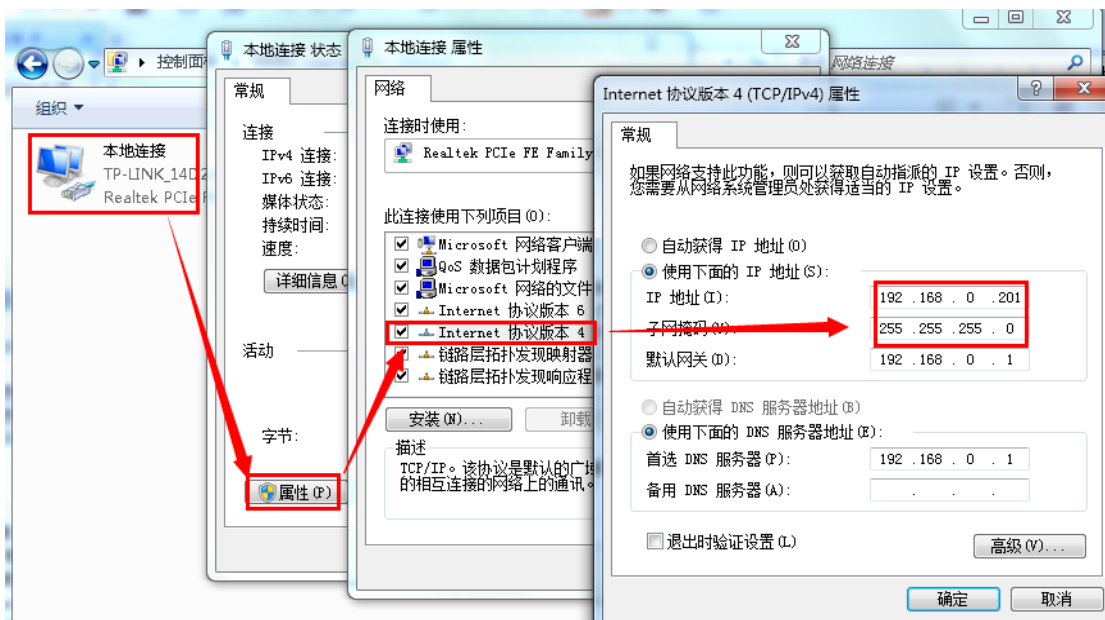 控制面
组织
本地连接
TP-LINK_14D2
Realtek PCIe F
本地连接 状态
常规
连接
IPv4 连接:
IPv6 连接:
媒体状态:
持续时间:
速度:
详细信息(
活动
字节:
属性(P)
本地连接 属性
网络
连接时使用:
Realtek PCIe FE Family
此连接使用下列项目(O):
Microsoft 网络客户端
QoS 数据包计划程序
Microsoft 网络的文件
Internet 协议版本 6
Internet 协议版本 4
链路层拓扑发现映射器
链路层拓扑发现响应程
安装(N)...
卸载
描述
TCP/IP。该协议是默认的广域
的相互连接的网络上的通讯。
网络连接
Internet 协议版本 4 (TCP/IPv4) 属性
常规
如果网络支持此功能，则可以获取自动指派的 IP 设置。否则，
您需要从网络系统管理员处获得适当的 IP 设置。
自动获得 IP 地址(O)
使用下面的 IP 地址(S):
IP 地址(I): 192 .168 . 0 .201
子网掩码(U): 255 .255 .255 . 0
默认网关(D): 192 .168 . 0 . 1
自动获得 DNS 服务器地址(B)
使用下面的 DNS 服务器地址(E):
首选 DNS 服务器(P): 192 .168 . 0 . 1
备用 DNS 服务器(A): . . .
退出时验证设置(L)
高级(V)...
确定
取消